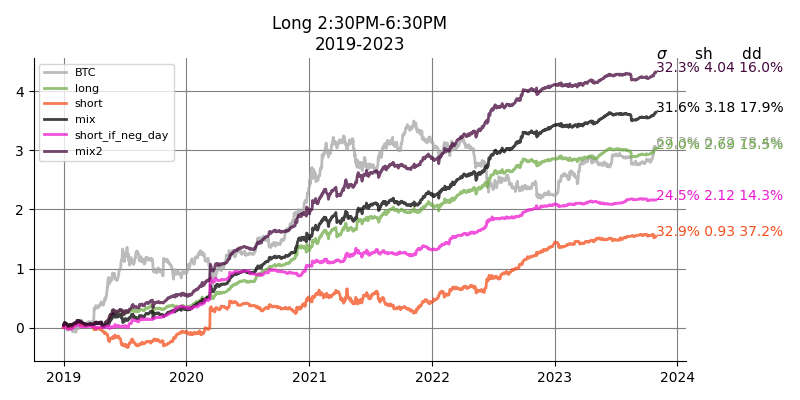 Long 2:30PM-6:30PM
2019-2023
σ sh dd
BTC
long
short
mix
short_if_neg_day
mix2
32.3% 4.04 16.0%
31.6% 3.18 17.9%
29.0% 2.69 15.5%
24.5% 2.12 14.3%
32.9% 0.93 37.2%
4
3
2
1
0
2019 2020 2021 2022 2023 2024